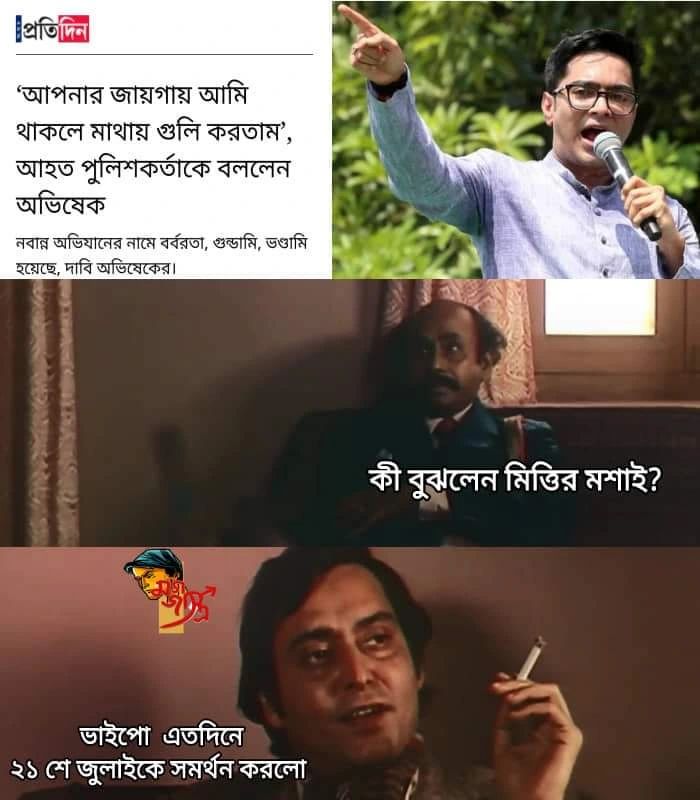 প্রতিদিন
‘আপনার জায়গায় আমি
থাকলে মাথায় গুলি করতাম’,
আহত পুলিশকর্তাকে বললেন
অভিষেক
নবান্ন অভিযানের নামে বর্বরতা, গুন্ডামি, ভণ্ডামি
হয়েছে, দাবি অভিষেকের।
কী বুঝলেন মিত্তির মশাই?
ভাইপো এতদিনে
২১ শে জুলাইকে সমর্থন করলো